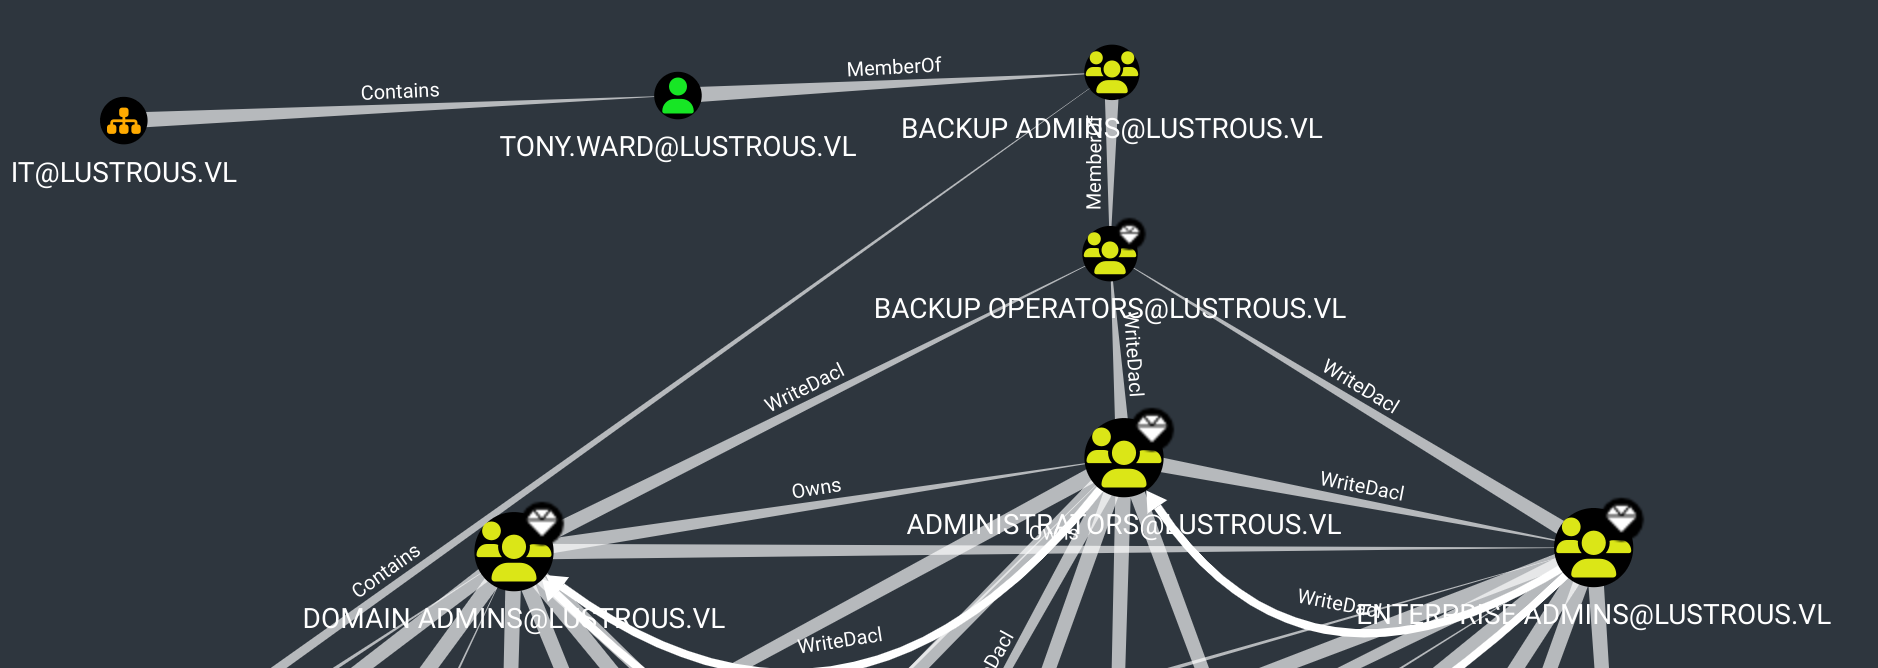 MemberOf
Contains
BACKUP ADMINS@LUSTROUS.VL
TONY.WARD@LUSTROUS.VL
IT@LUSTROUS.VL
MemberOf
BACKUP OPERATORS@LUSTROUS.VL
WriteDacl
WriteDacl
WriteDacl
Owns
WriteDacl
ADMINISTRATORS@LUSTROUS.VL
Owns
Contains
WriteDacl
DOMAIN ADMINS@LUSTROUS.VL
ENTERPRISE ADMINS@LUSTROUS.VL
WriteDacl
Dacl